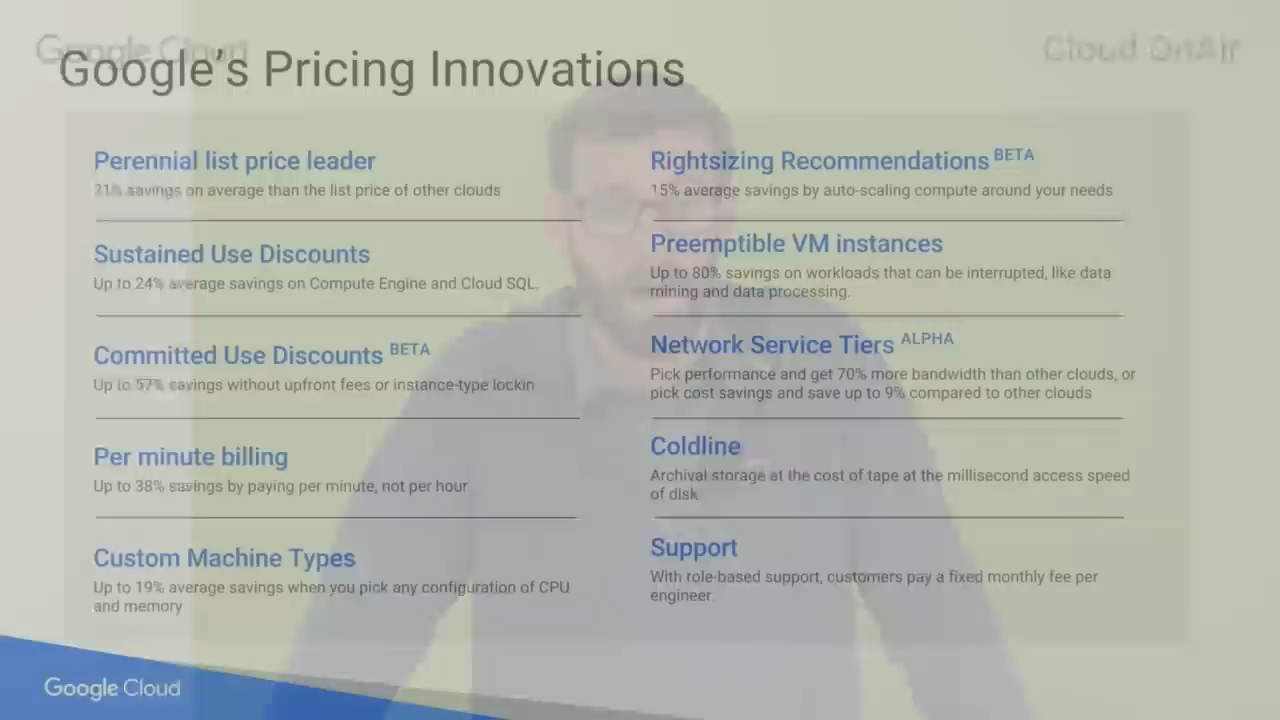 Google Cloud
Cloud OnAir
Google's Pricing Innovations
Perennial list price leader
21% savings on average than the list price of other clouds
Sustained Use Discounts
Up to 24% average savings on Compute Engine and Cloud SQL.
Committed Use Discounts BETA
Up to 57% savings without upfront fees or instance-type lockin
Per minute billing
Up to 38% savings by paying per minute, not per hour
Custom Machine Types
Up to 19% average savings when you pick any configuration of CPU
and memory
Rightsizing Recommendations BETA
15% average savings by auto-scaling compute around your needs
Preemptible VM instances
Up to 80% savings on workloads that can be interrupted, like data
mining and data processing.
Network Service Tiers ALPHA
Pick performance and get 70% more bandwidth than other clouds, or
pick cost savings and save up to 9% compared to other clouds
Coldline
Archival storage at the cost of tape at the millisecond access speed
of disk
Support
With role-based support, customers pay a fixed monthly fee per
engineer.
Google Cloud